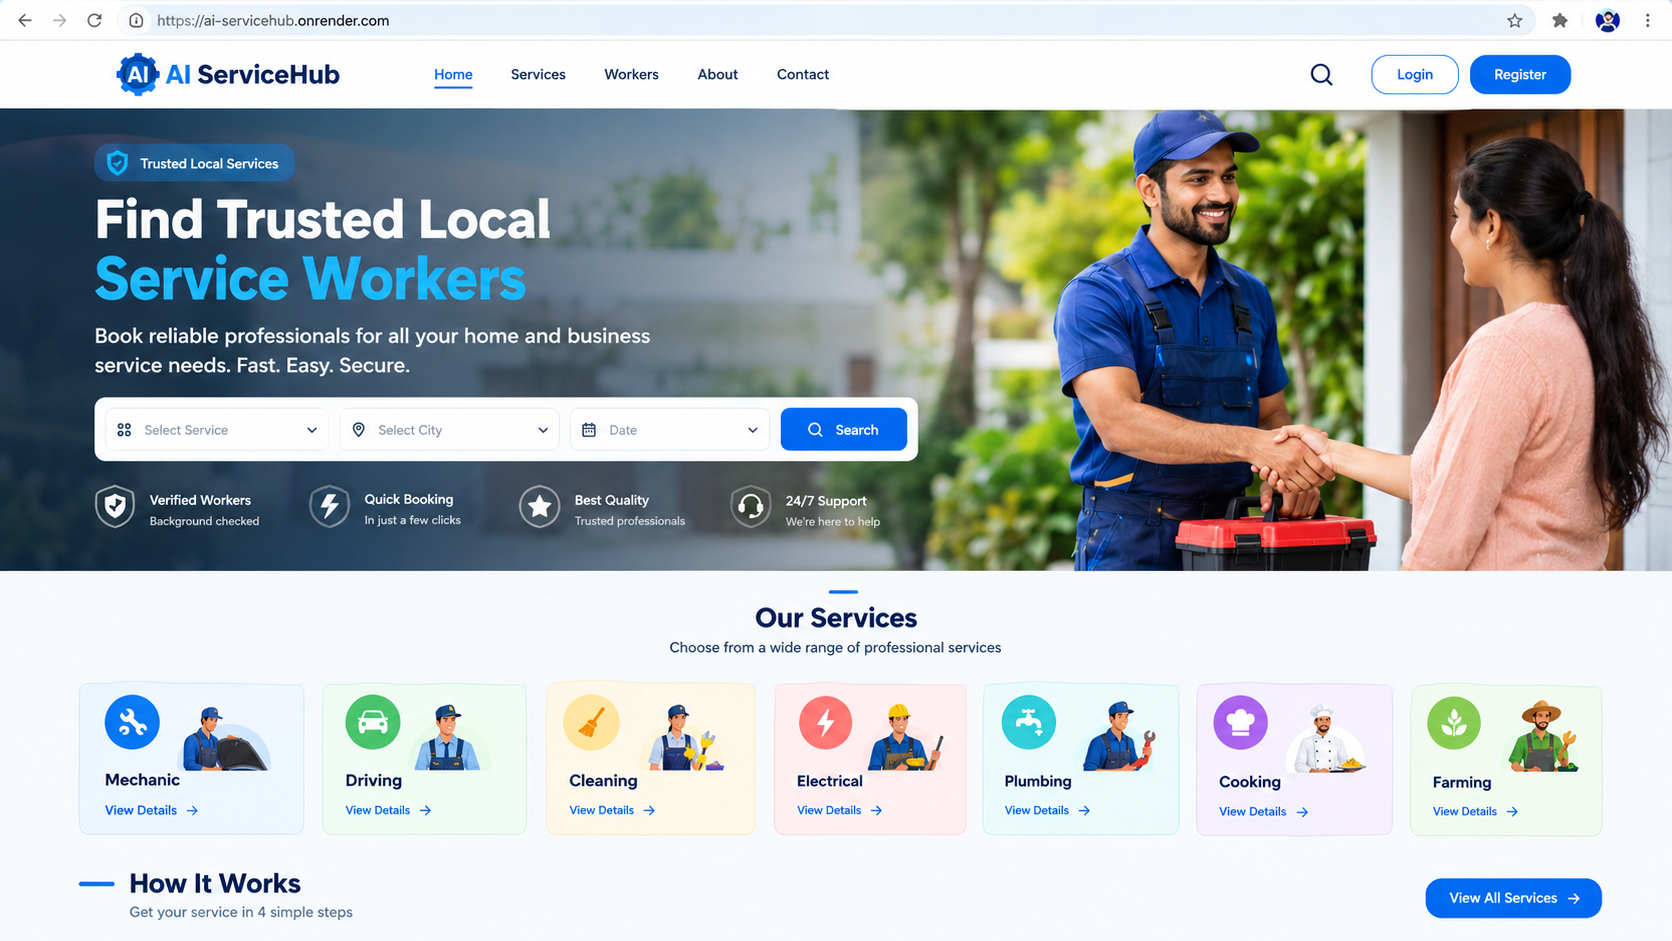 https://ai-servicehub.onrender.com
AI
AI ServiceHub
Home
Services
Workers
About
Contact
Login
Register
Trusted Local Services
Find Trusted Local
Service Workers
Book reliable professionals for all your home and business
service needs. Fast. Easy. Secure.
Select Service
Select City
Date
Search
Verified Workers
Background checked
Quick Booking
In just a few clicks
Best Quality
Trusted professionals
24/7 Support
We're here to help
Our Services
Choose from a wide range of professional services
Mechanic
View Details
Driving
View Details
Cleaning
View Details
Electrical
View Details
Plumbing
View Details
Cooking
View Details
Farming
View Details
How It Works
Get your service in 4 simple steps
View All Services